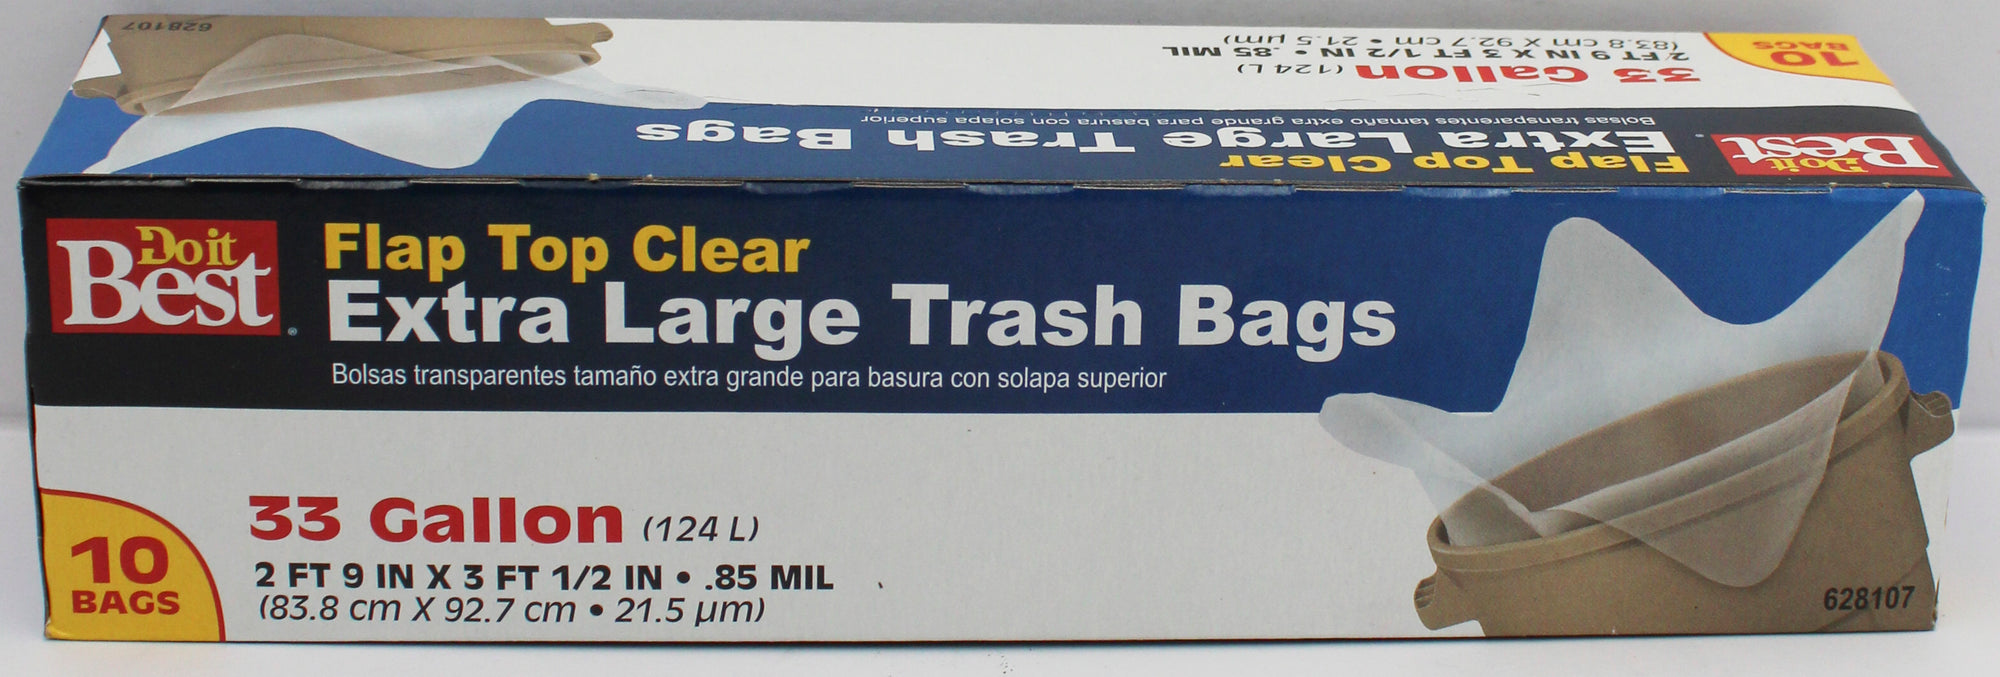 628107
33 Gallon (124 L)
2 FT 9 IN X 3 FT 1/2 IN • .85 MIL
(83.8 cm X 92.7 cm • 21.5 µm)
10
BAGS
Do it
Best
Flap Top Clear
Extra Large Trash Bags
Bolsas transparentes tamaño extra grande para basura con solapa superior
Do it
Best
Flap Top Clear
Extra Large Trash Bags
Bolsas transparentes tamaño extra grande para basura con solapa superior
33 Gallon (124 L)
2 FT 9 IN X 3 FT 1/2 IN • .85 MIL
(83.8 cm X 92.7 cm • 21.5 µm)
10
BAGS
628107